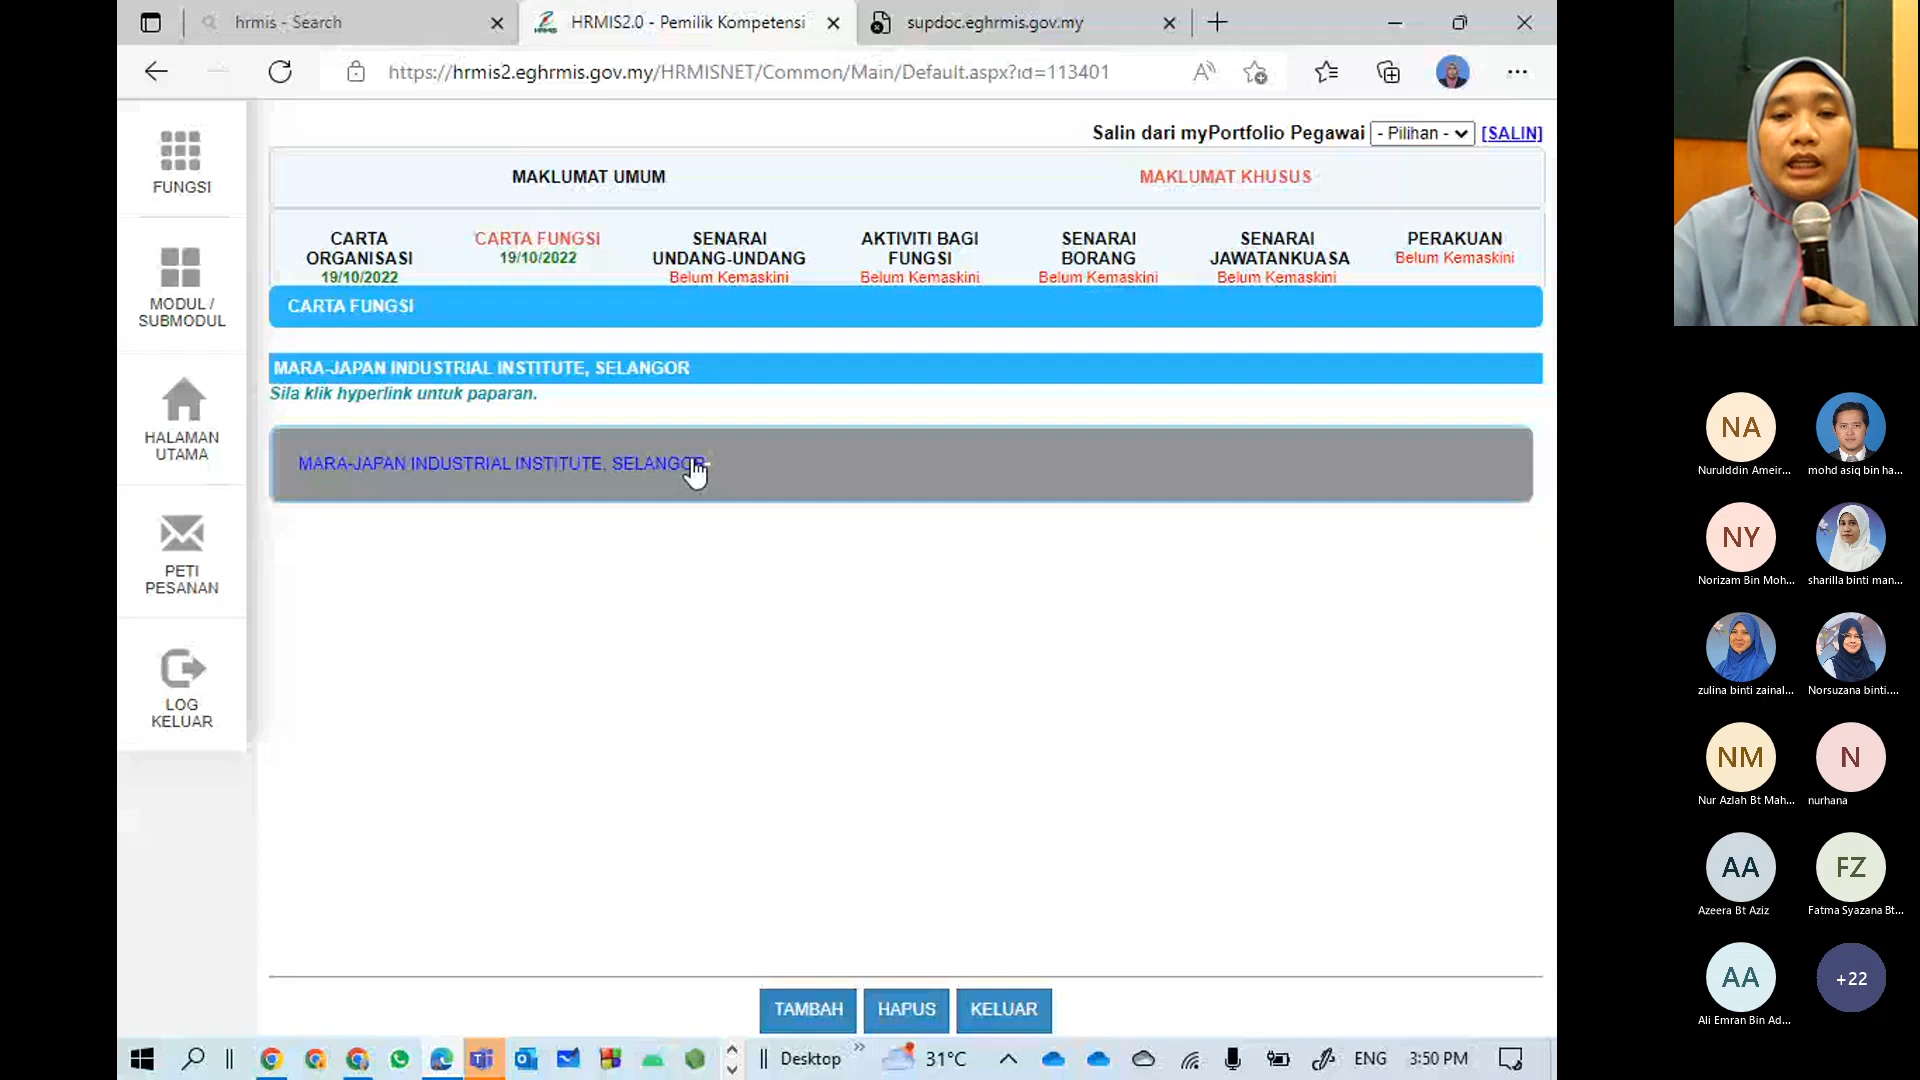 hrmis - Search
HRMIS2.0 - Pemilik Kompetensi
supdoc.eghrmis.gov.my
https://hrmis2.eghrmis.gov.my/HRMISNET/Common/Main/Default.aspx?id=113401
FUNGSI
MODUL /
SUBMODUL
HALAMAN
UTAMA
PETI
PESANAN
LOG
KELUAR
Salin dari myPortfolio Pegawai - Pilihan - [SALIN]
MAKLUMAT UMUM
MAKLUMAT KHUSUS
CARTA
ORGANISASI
19/10/2022
CARTA FUNGSI
19/10/2022
SENARAI
UNDANG-UNDANG
Belum Kemaskini
AKTIVITI BAGI
FUNGSI
Belum Kemaskini
SENARAI
BORANG
Belum Kemaskini
SENARAI
JAWATANKUASA
Belum Kemaskini
PERAKUAN
Belum Kemaskini
CARTA FUNGSI
MARA-JAPAN INDUSTRIAL INSTITUTE, SELANGOR
Sila klik hyperlink untuk paparan.
MARA-JAPAN INDUSTRIAL INSTITUTE, SELANGOR
TAMBAH
HAPUS
KELUAR
Desktop
31°C
ENG
3:50 PM
NA
Nurulddin Ameir...
mohd asiq bin ha...
NY
Norizam Bin Moh...
sharilla binti man...
zulina binti zainal...
Norsuzana binti....
NM
Nur Azlah Bt Mah...
N
nurhana
AA
Azeera Bt Aziz
FZ
Fatma Syazana Bt...
AA
Ali Emran Bin Ad...
+22